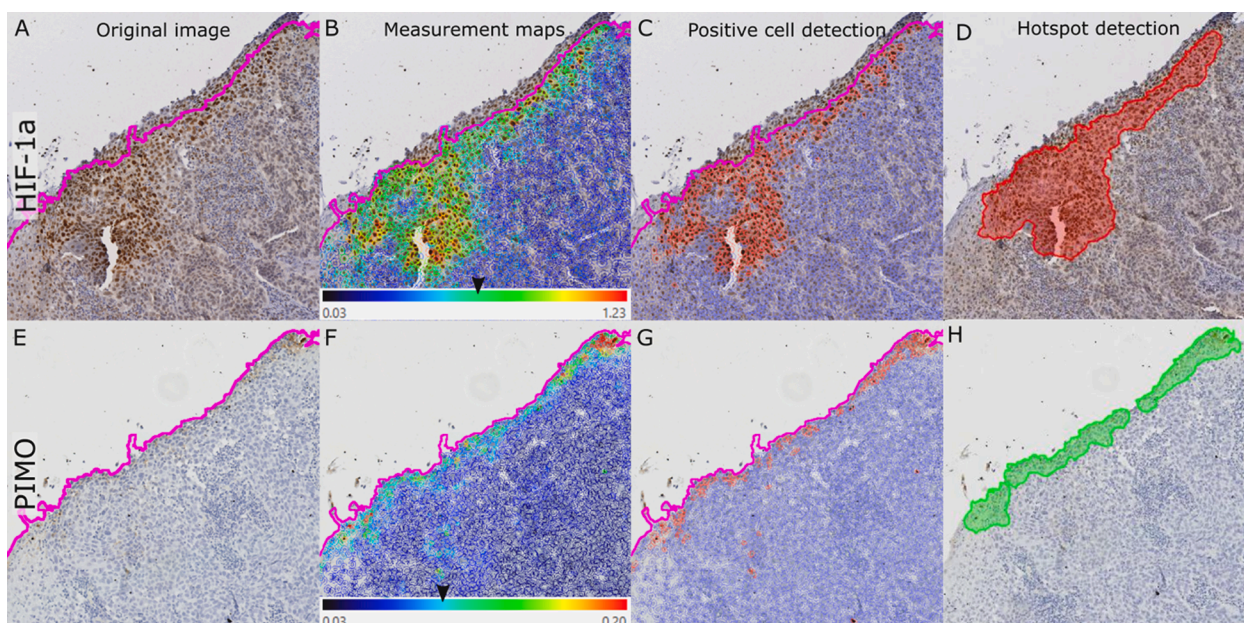 A Original image
B Measurement maps
C Positive cell detection
D Hotspot detection
HIF-1a
0.03 1.23
E
F
G
H
PIMO
0.03 0.20